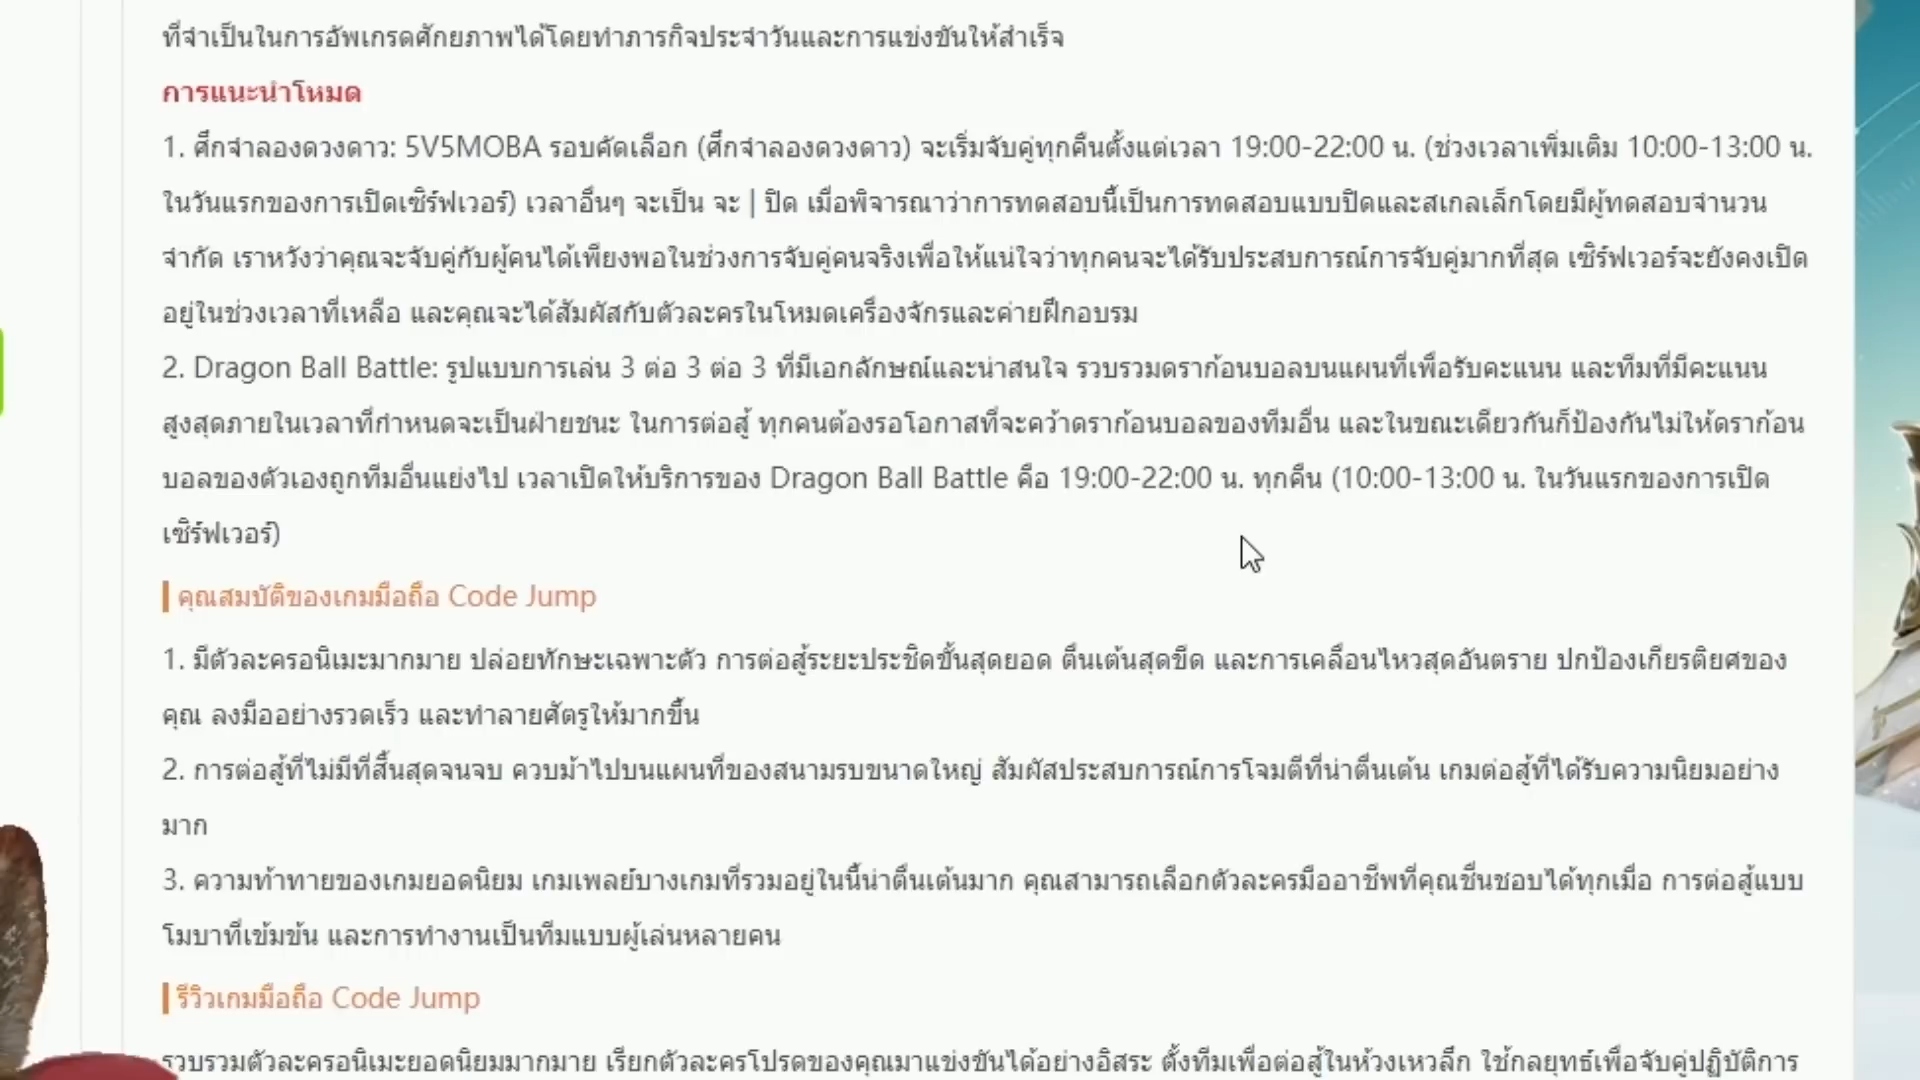 ที่จำเป็นในการอัพเกรดศักยภาพได้โดยทำภารกิจประจำวันและการแข่งขันให้สำเร็จ
การแนะนำโหมด
1. ศึกจำลองดวงดาว: 5V5MOBA รอบคัดเลือก (ศึกจำลองดวงดาว) จะเริ่มจับคู่ทุกคืนตั้งแต่เวลา 19:00-22:00 น. (ช่วงเวลาเพิ่มเติม 10:00-13:00 น.
ในวันแรกของการเปิดเซิร์ฟเวอร์) เวลาอื่นๆ จะเป็น จะ | ปิด เมื่อพิจารณาว่าการทดสอบนี้เป็นการทดสอบแบบปิดและสเกลเล็กโดยมีผู้ทดสอบจำนวน
จำกัด เราหวังว่าคุณจะจับคู่กับผู้คนได้เพียงพอในช่วงการจับคู่คนจริงเพื่อให้แน่ใจว่าทุกคนจะได้รับประสบการณ์การจับคู่มากที่สุด เซิร์ฟเวอร์จะยังคงเปิด
อยู่ในช่วงเวลาที่เหลือ และคุณจะได้สัมผัสกับตัวละครในโหมดเครื่องจักรและค่ายฝึกอบรม
2. Dragon Ball Battle: รูปแบบการเล่น 3 ต่อ 3 ต่อ 3 ที่มีเอกลักษณ์และน่าสนใจ รวบรวมดราก้อนบอลบนแผนที่เพื่อรับคะแนน และทีมที่มีคะแนน
สูงสุดภายในเวลาที่กำหนดจะเป็นฝ่ายชนะ ในการต่อสู้ ทุกคนต้องรอโอกาสที่จะคว้าดราก้อนบอลของทีมอื่น และในขณะเดียวกันก็ป้องกันไม่ให้ดราก้อน
บอลของตัวเองถูกทีมอื่นแย่งไป เวลาเปิดให้บริการของ Dragon Ball Battle คือ 19:00-22:00 น. ทุกคืน (10:00-13:00 น. ในวันแรกของการเปิด
เซิร์ฟเวอร์)
คุณสมบัติของเกมมือถือ Code Jump
1. มีตัวละครอนิเมะมากมาย ปล่อยทักษะเฉพาะตัว การต่อสู้ระยะประชิดขั้นสุดยอด ตื่นเต้นสุดขีด และการเคลื่อนไหวสุดอันตราย ปกป้องเกียรติยศของ
คุณ ลงมืออย่างรวดเร็ว และทำลายศัตรูให้มากขึ้น
2. การต่อสู้ที่ไม่มีที่สิ้นสุดจนจบ ควบม้าไปบนแผนที่ของสนามรบขนาดใหญ่ สัมผัสประสบการณ์การโจมตีที่น่าตื่นเต้น เกมต่อสู้ที่ได้รับความนิยมอย่าง
มาก
3. ความท้าทายของเกมยอดนิยม เกมเพลย์บางเกมที่รวมอยู่ในนี้น่าตื่นเต้นมาก คุณสามารถเลือกตัวละครมืออาชีพที่คุณชื่นชอบได้ทุกเมื่อ การต่อสู้แบบ
โมบาที่เข้มข้น และการทำงานเป็นทีมแบบผู้เล่นหลายคน
รีวิวเกมมือถือ Code Jump
รวบรวมตัวละครอนิเมะยอดนิยมมากมาย เรียกตัวละครโปรดของคุณมาแข่งขันได้อย่างอิสระ ตั้งทีมเพื่อต่อสู้ในห้วงเหวลึก ใช้กลยุทธ์เพื่อจับคู่ปฏิบัติการ